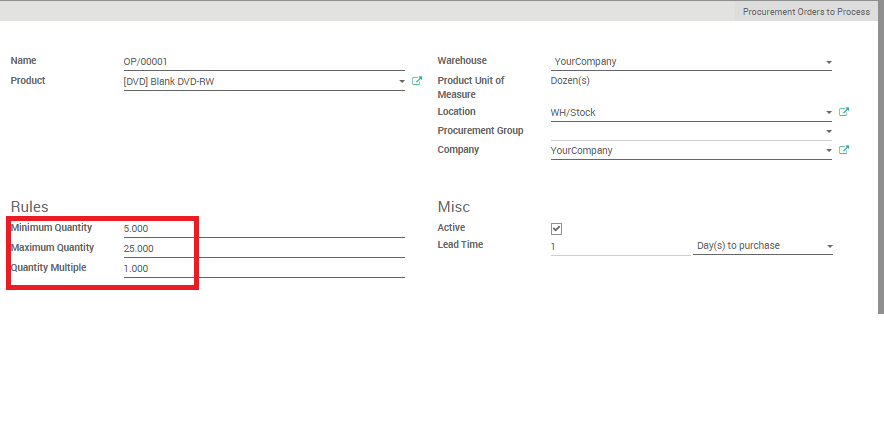 Procurement Orders to Process
Name OP/00001
Product [DVD] Blank DVD-RW
Warehouse YourCompany
Product Unit of Measure Dozen(s)
Location WH/Stock
Procurement Group
Company YourCompany
Rules
Minimum Quantity 5.000
Maximum Quantity 25.000
Quantity Multiple 1.000
Misc
Active
Lead Time 1 Day(s) to purchase